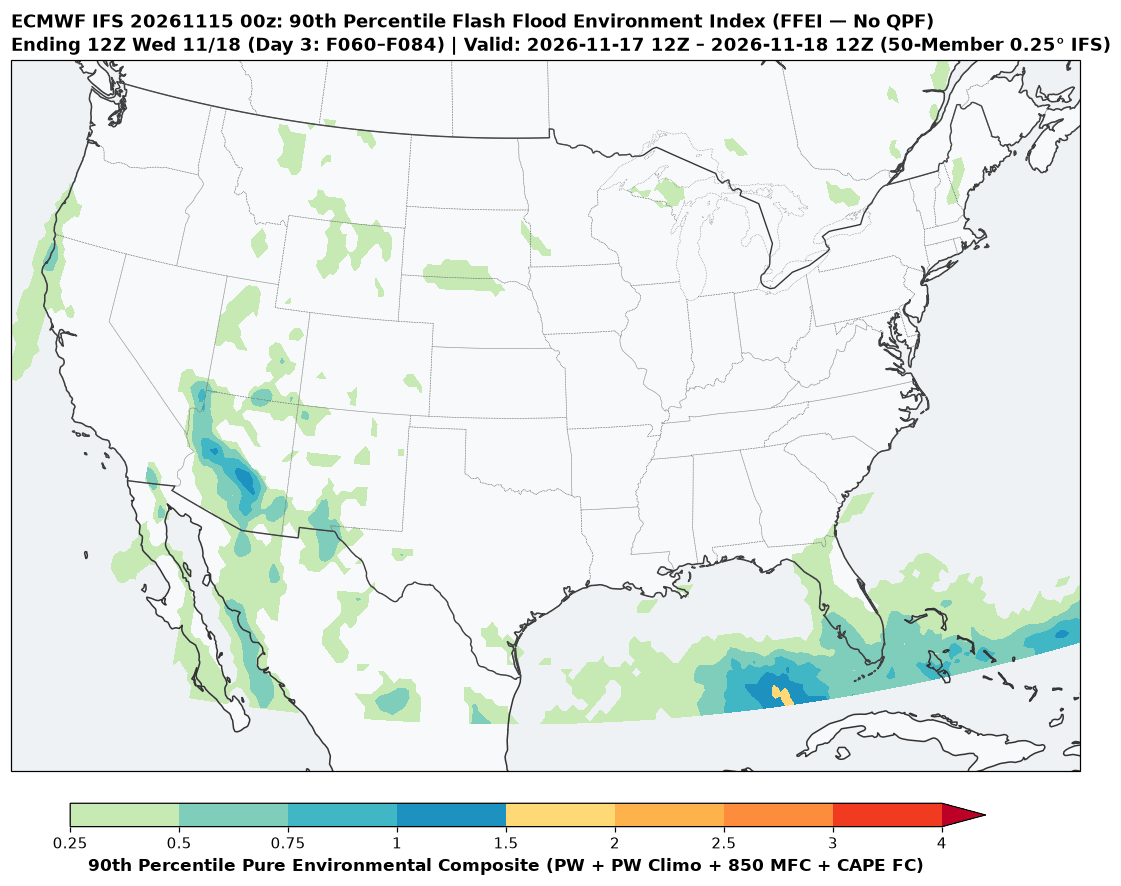 ECMWF IFS 20261115 00z: 90th Percentile Flash Flood Environment Index (FFEI — No QPF)
Ending 12Z Wed 11/18 (Day 3: F060–F084) | Valid: 2026-11-17 12Z – 2026-11-18 12Z (50-Member 0.25° IFS)
0.25 0.5 0.75 1 1.5 2 2.5 3 4
90th Percentile Pure Environmental Composite (PW + PW Climo + 850 MFC + CAPE FC)